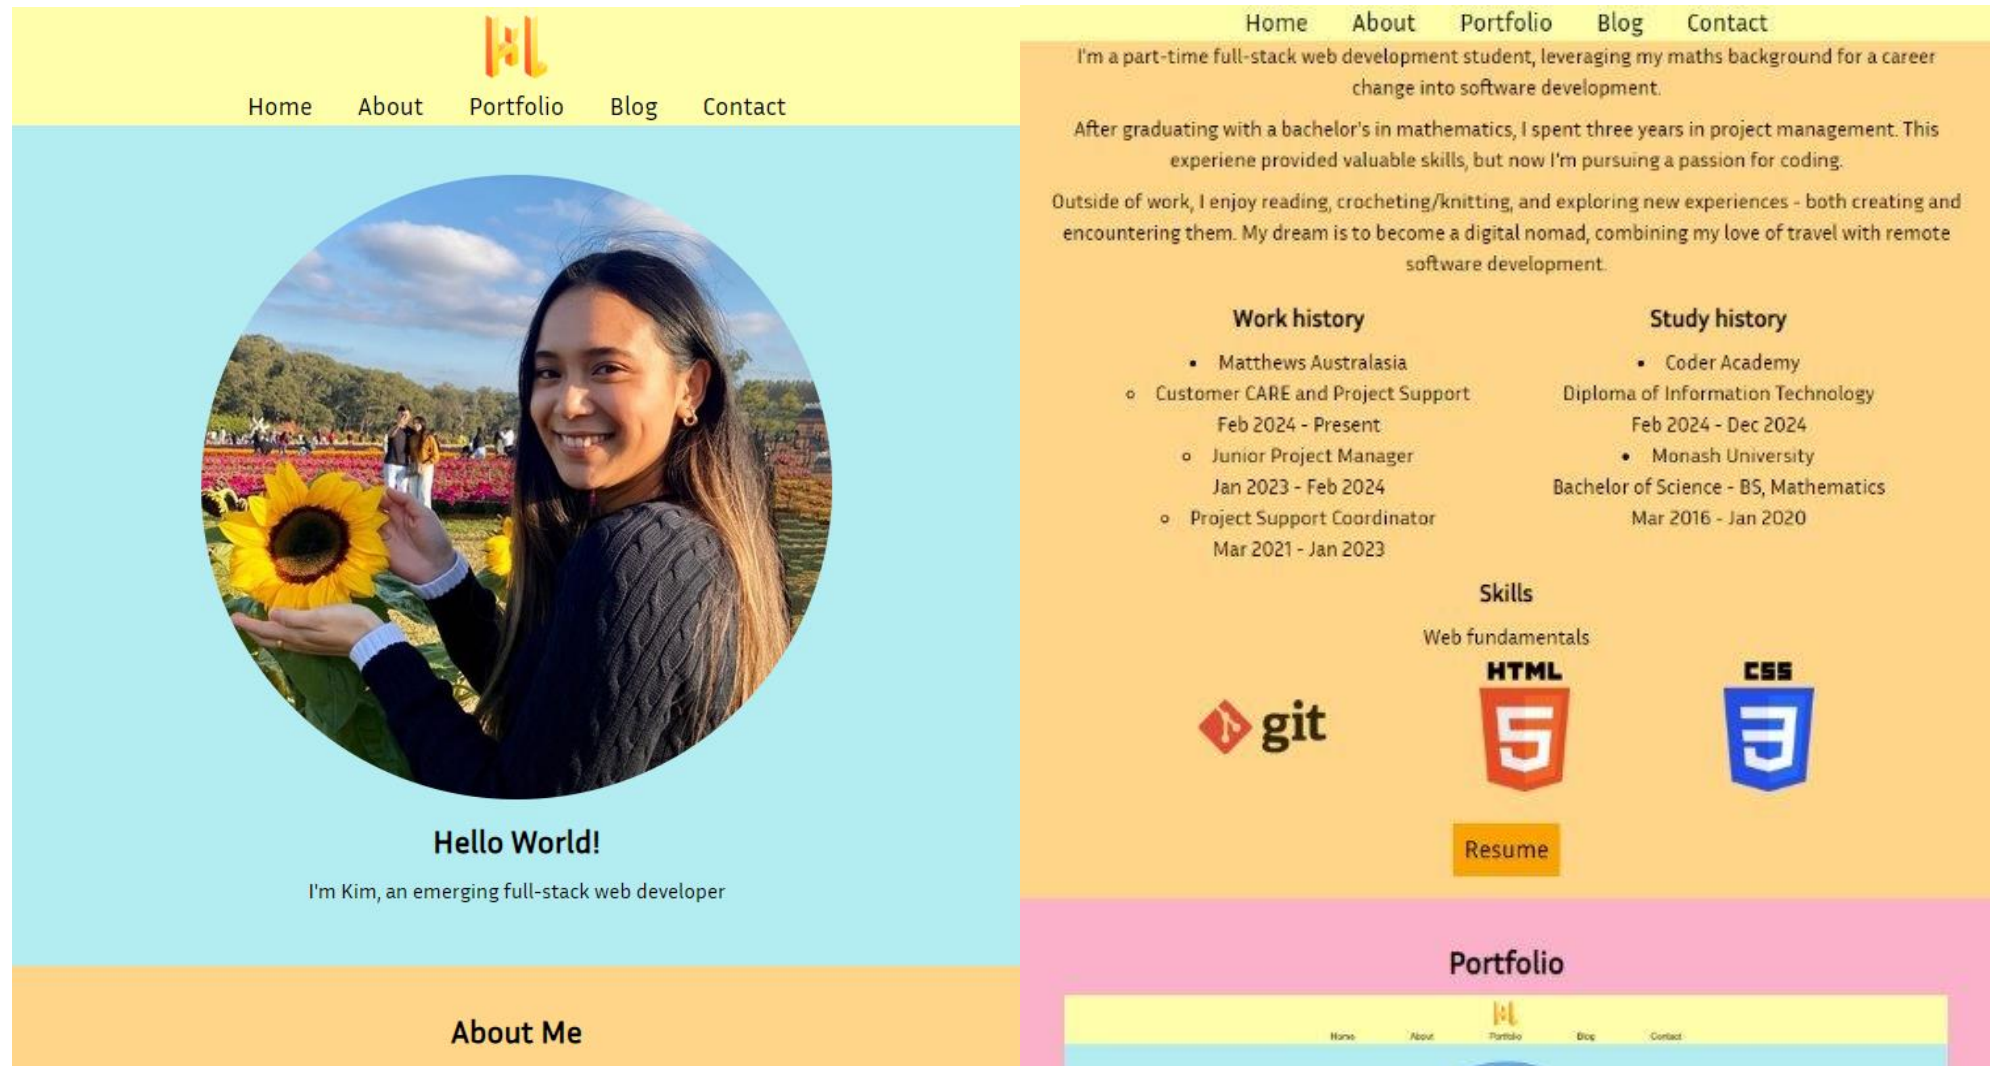 Home About Portfolio Blog Contact
Hello World!
I'm Kim, an emerging full-stack web developer
About Me
Home About Portfolio Blog Contact
I'm a part-time full-stack web development student, leveraging my maths background for a career
change into software development.
After graduating with a bachelor's in mathematics, I spent three years in project management. This
experiene provided valuable skills, but now I'm pursuing a passion for coding.
Outside of work, I enjoy reading, crocheting/knitting, and exploring new experiences - both creating and
encountering them. My dream is to become a digital nomad, combining my love of travel with remote
software development.
Work history
• Matthews Australasia
◦ Customer CARE and Project Support
Feb 2024 - Present
◦ Junior Project Manager
Jan 2023 - Feb 2024
◦ Project Support Coordinator
Mar 2021 - Jan 2023
Study history
• Coder Academy
Diploma of Information Technology
Feb 2024 - Dec 2024
• Monash University
Bachelor of Science - BS, Mathematics
Mar 2016 - Jan 2020
Skills
Web fundamentals
git
HTML
5
CSS
3
Resume
Portfolio
Home About Portfolio Blog Contact